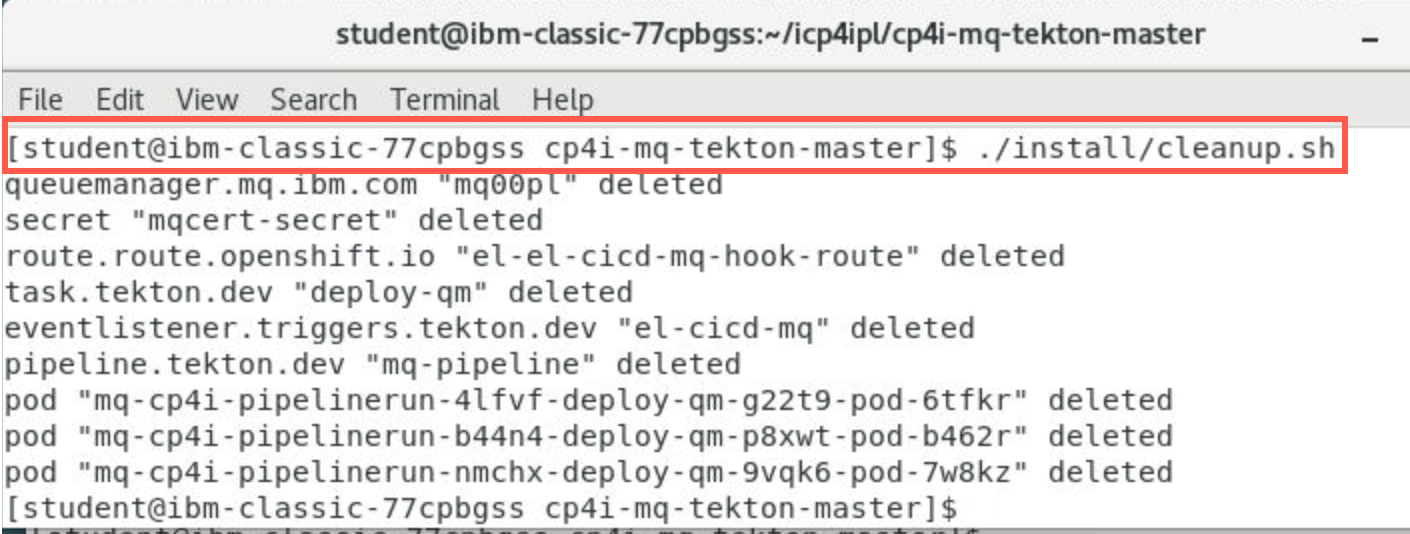 student@ibm-classic-77cpbgss:~/icp4ipl/cp4i-mq-tekton-master
File Edit View Search Terminal Help
[student@ibm-classic-77cpbgss cp4i-mq-tekton-master]$ ./install/cleanup.sh
queuemanager.mq.ibm.com "mq00pl" deleted
secret "mqcert-secret" deleted
route.route.openshift.io "el-el-cicd-mq-hook-route" deleted
task.tekton.dev "deploy-qm" deleted
eventlistener.triggers.tekton.dev "el-cicd-mq" deleted
pipeline.tekton.dev "mq-pipeline" deleted
pod "mq-cp4i-pipelinerun-4lfvf-deploy-qm-g22t9-pod-6tfkr" deleted
pod "mq-cp4i-pipelinerun-b44n4-deploy-qm-p8xwt-pod-b462r" deleted
pod "mq-cp4i-pipelinerun-nmchx-deploy-qm-9vqk6-pod-7w8kz" deleted
[student@ibm-classic-77cpbgss cp4i-mq-tekton-master]$